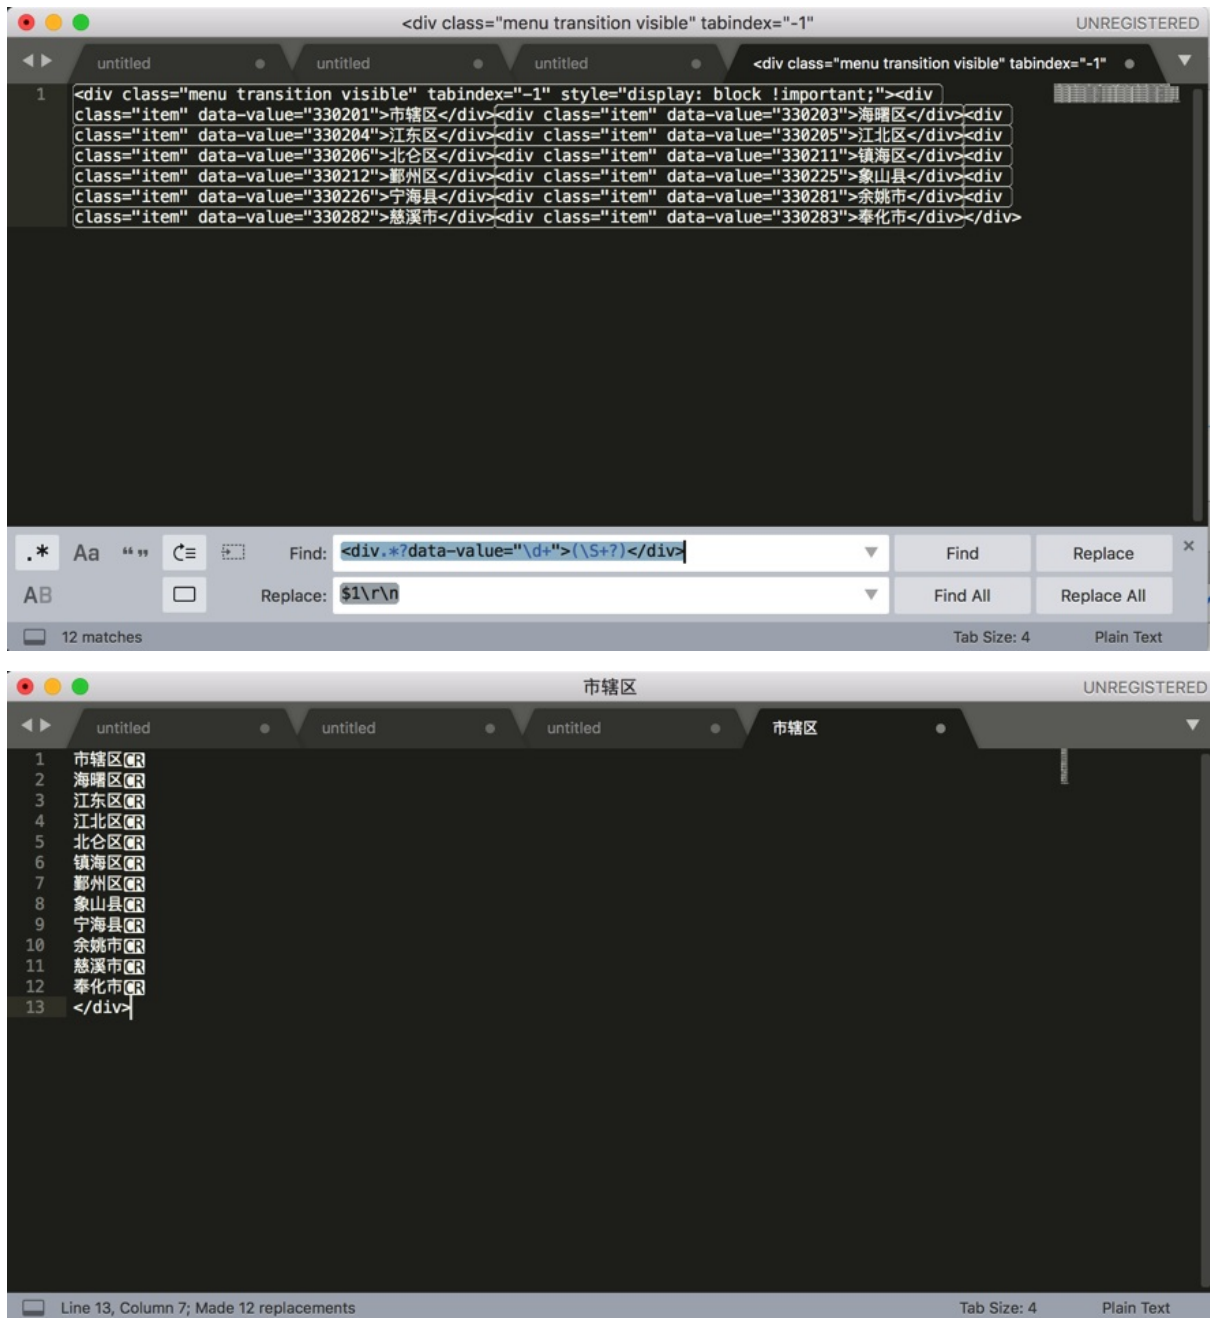 <div class="menu transition visible" tabindex="-1" UNREGISTERED
untitled untitled untitled <div class="menu transition visible" tabindex="-1"
1 <div class="menu transition visible" tabindex="-1" style="display: block !important;"><div
class="item" data-value="330201">市辖区</div><div class="item" data-value="330203">海曙区</div><div
class="item" data-value="330204">江东区</div><div class="item" data-value="330205">江北区</div><div
class="item" data-value="330206">北仑区</div><div class="item" data-value="330211">镇海区</div><div
class="item" data-value="330212">鄞州区</div><div class="item" data-value="330225">象山县</div><div
class="item" data-value="330226">宁海县</div><div class="item" data-value="330281">余姚市</div><div
class="item" data-value="330282">慈溪市</div><div class="item" data-value="330283">奉化市</div></div>
.* Aa “” Find: <div.*?data-value="\d+">(\S+?)</div> Find Replace ×
AB Replace: $1\r\n Find All Replace All
12 matches Tab Size: 4 Plain Text
市辖区 UNREGISTERED
untitled untitled untitled 市辖区
1 市辖区CR
2 海曙区CR
3 江东区CR
4 江北区CR
5 北仑区CR
6 镇海区CR
7 鄞州区CR
8 象山县CR
9 宁海县CR
10 余姚市CR
11 慈溪市CR
12 奉化市CR
13 </div>
Line 13, Column 7; Made 12 replacements Tab Size: 4 Plain Text